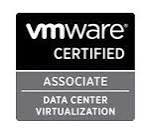 vmware®
CERTIFIED
ASSOCIATE
DATA CENTER
VIRTUALIZATION